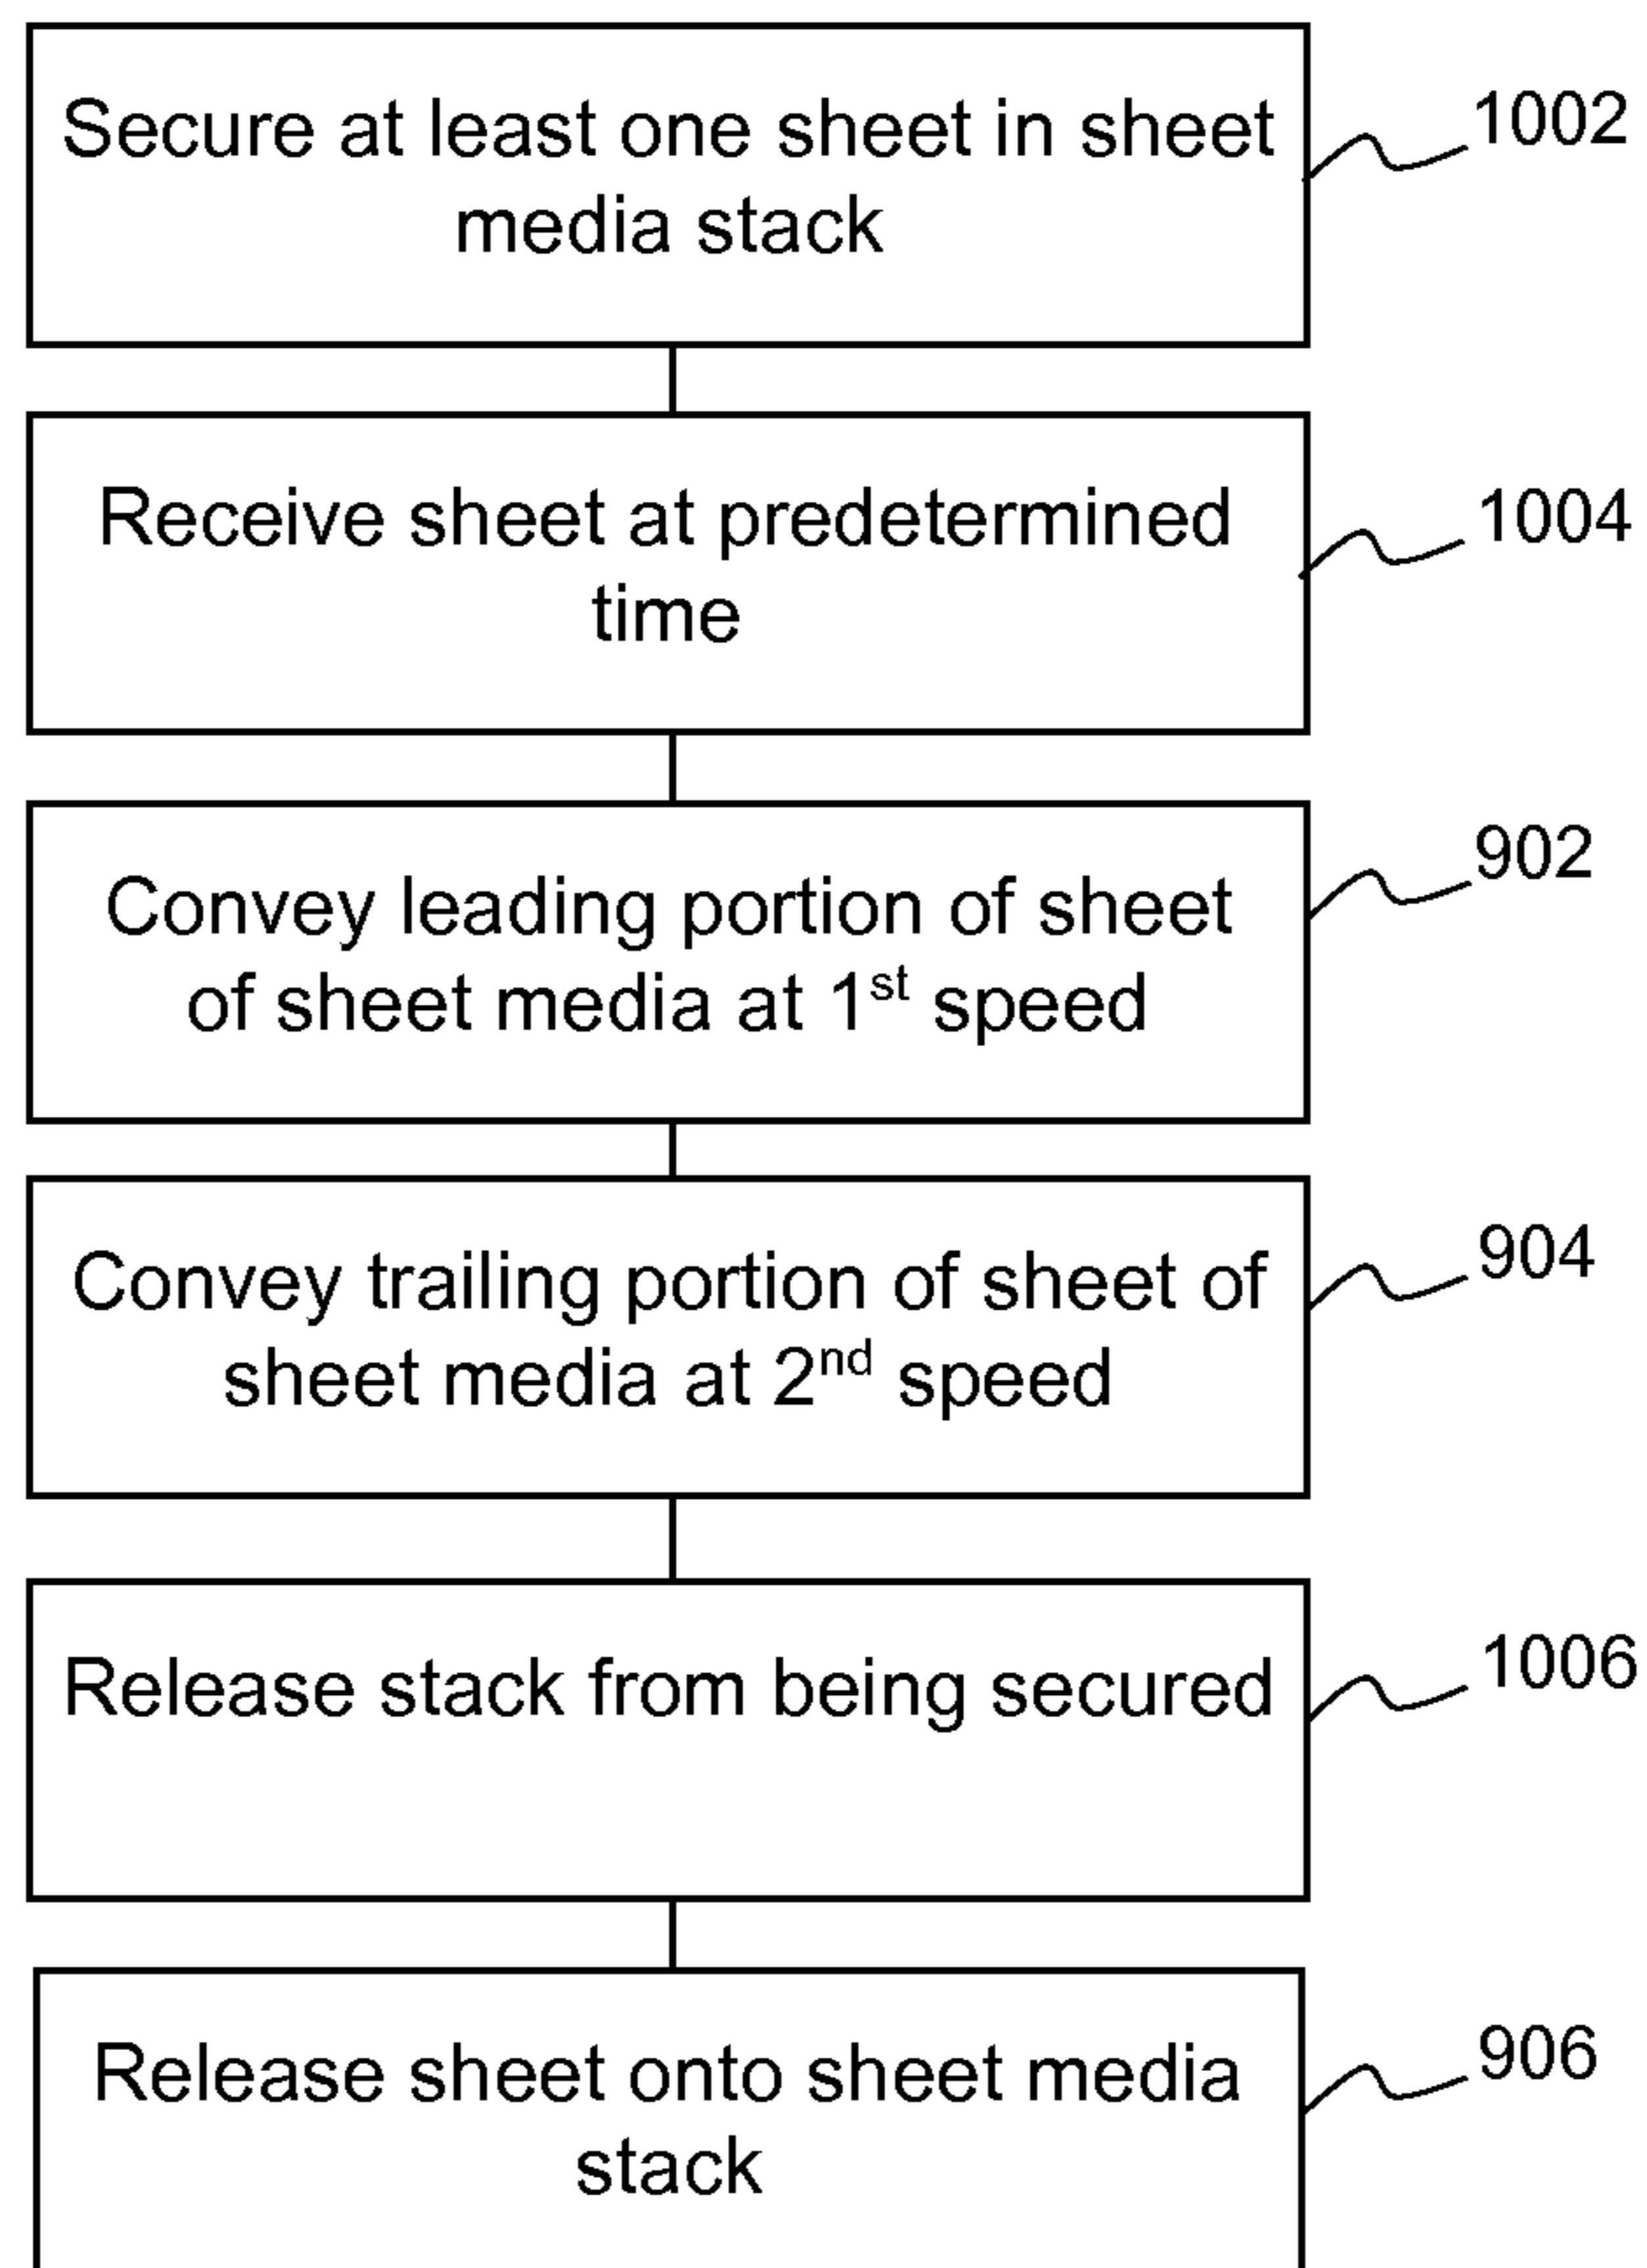 Secure at least one sheet in sheet
media stack
1002
Receive sheet at predetermined
time
1004
Convey leading portion of sheet
of sheet media at 1st speed
902
Convey trailing portion of sheet of
sheet media at 2nd speed
904
Release stack from being secured
1006
Release sheet onto sheet media
stack
906